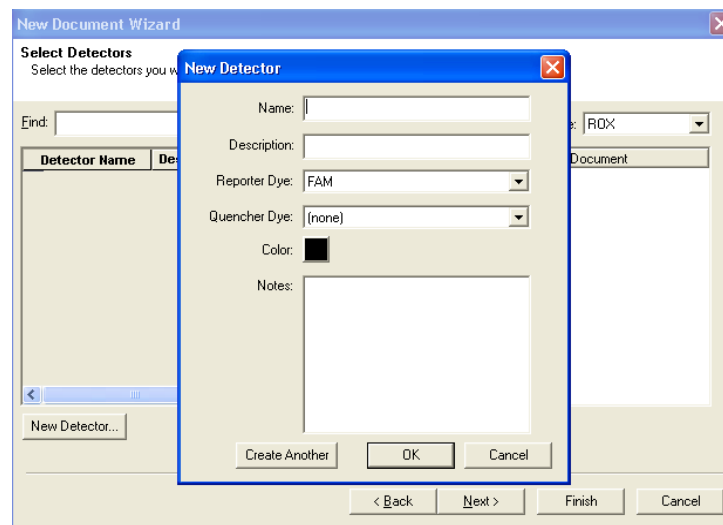 New Document Wizard
Select Detectors
Select the detectors you w
Find:
e: ROX
Detector Name Des
Document
New Detector...
New Detector
Name:
Description:
Reporter Dye: FAM
Quencher Dye: (none)
Color:
Notes:
Create Another OK Cancel
< Back Next > Finish Cancel